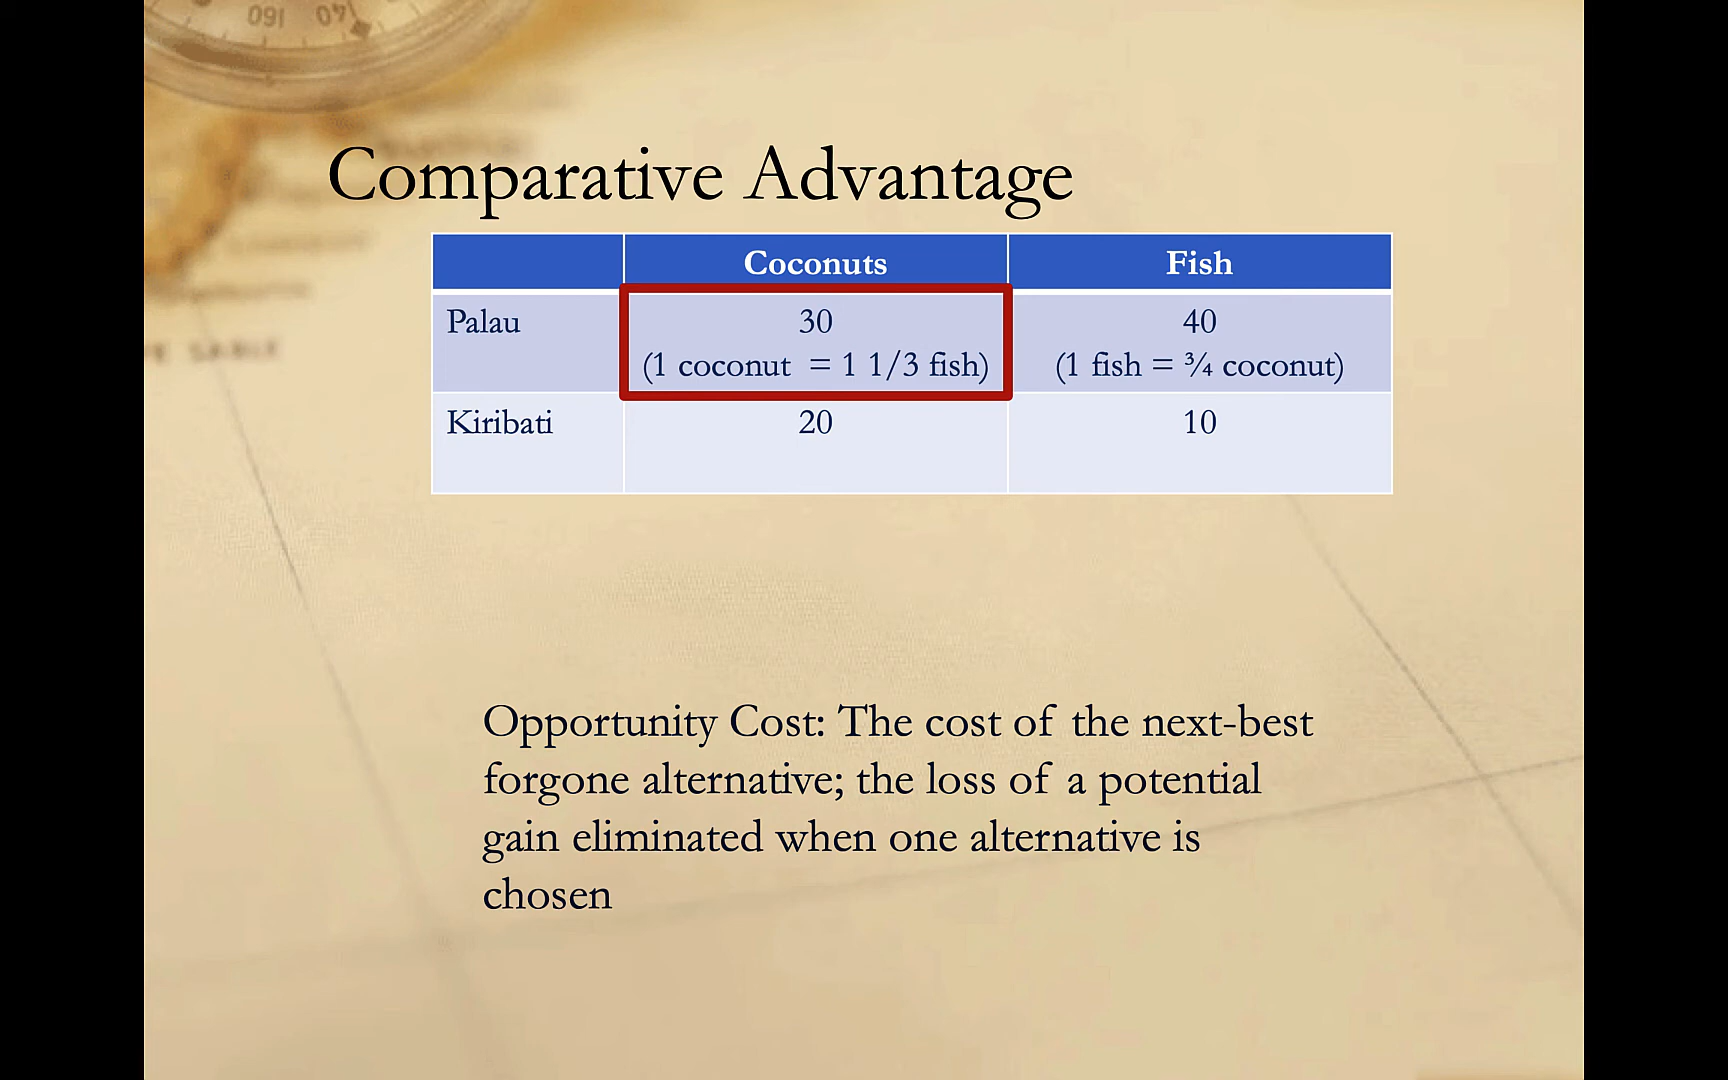 Comparative Advantage
Coconuts Fish
Palau 30 40
(1 coconut = 1 1/3 fish) (1 fish = ¾ coconut)
Kiribati 20 10
Opportunity Cost: The cost of the next-best
forgone alternative; the loss of a potential
gain eliminated when one alternative is
chosen